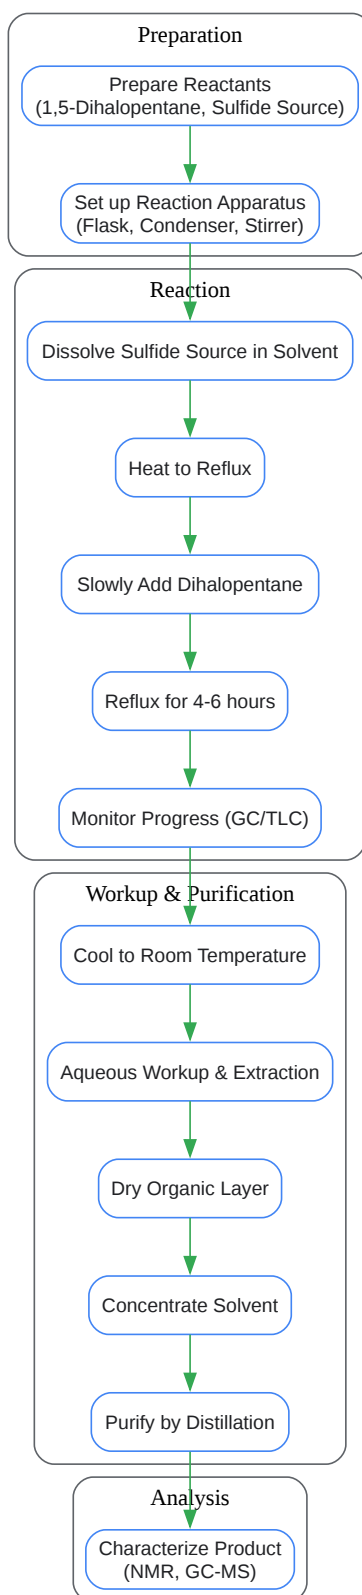 Preparation
Prepare Reactants
(1,5-Dihalopentane, Sulfide Source)
Set up Reaction Apparatus
(Flask, Condenser, Stirrer)
Reaction
Dissolve Sulfide Source in Solvent
Heat to Reflux
Slowly Add Dihalopentane
Reflux for 4-6 hours
Monitor Progress (GC/TLC)
Workup & Purification
Cool to Room Temperature
Aqueous Workup & Extraction
Dry Organic Layer
Concentrate Solvent
Purify by Distillation
Analysis
Characterize Product
(NMR, GC-MS)